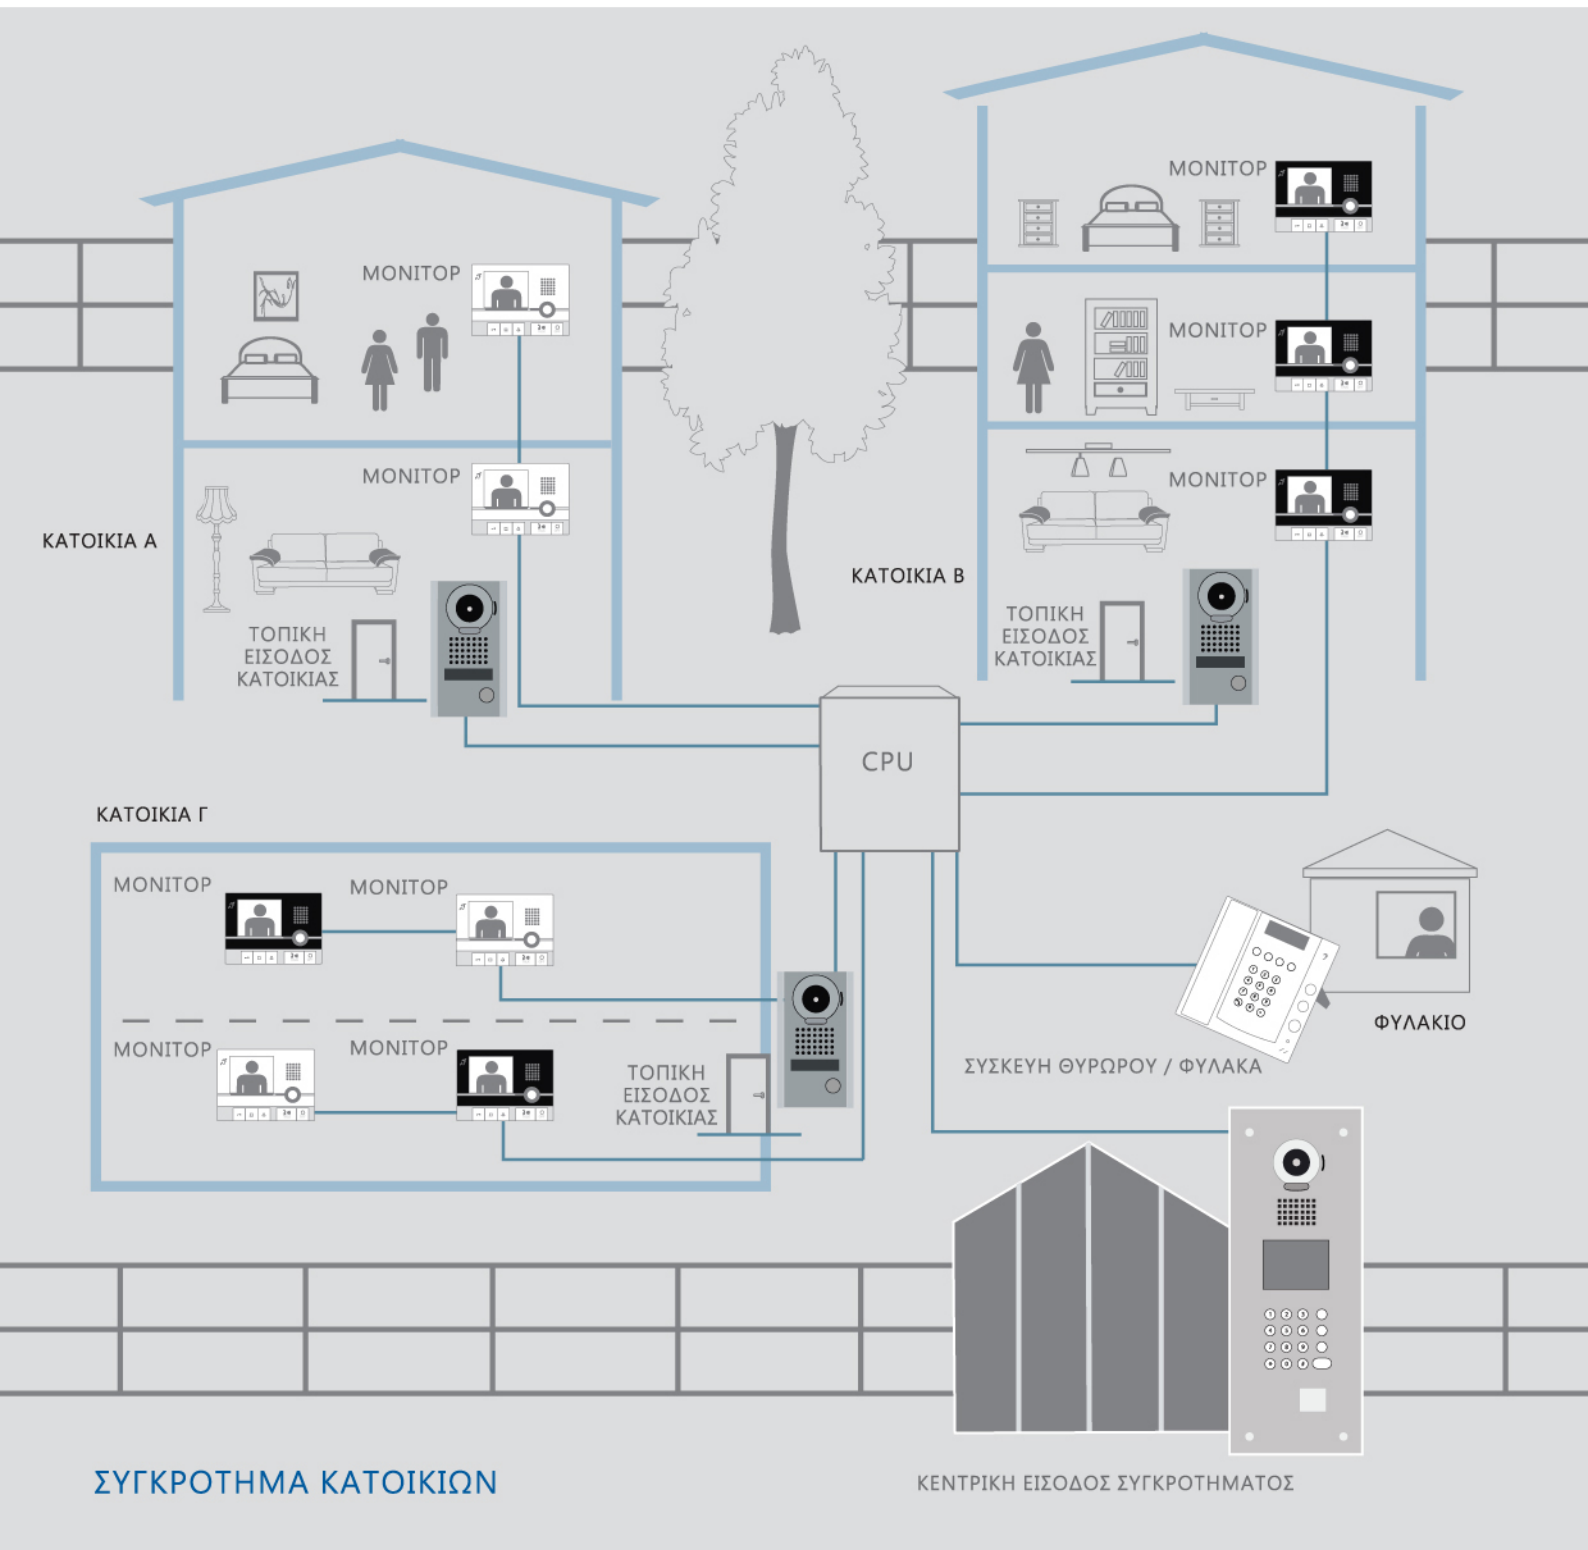 ΜΟΝΙΤΟΡ
ΜΟΝΙΤΟΡ
ΜΟΝΙΤΟΡ
ΜΟΝΙΤΟΡ
ΜΟΝΙΤΟΡ
ΚΑΤΟΙΚΙΑ Α
ΚΑΤΟΙΚΙΑ Β
ΤΟΠΙΚΗ
ΕΙΣΟΔΟΣ
ΚΑΤΟΙΚΙΑΣ
ΤΟΠΙΚΗ
ΕΙΣΟΔΟΣ
ΚΑΤΟΙΚΙΑΣ
CPU
ΚΑΤΟΙΚΙΑ Γ
ΜΟΝΙΤΟΡ
ΜΟΝΙΤΟΡ
ΜΟΝΙΤΟΡ
ΜΟΝΙΤΟΡ
ΤΟΠΙΚΗ
ΕΙΣΟΔΟΣ
ΚΑΤΟΙΚΙΑΣ
ΦΥΛΑΚΙΟ
ΣΥΣΚΕΥΗ ΘΥΡΩΡΟΥ / ΦΥΛΑΚΑ
ΣΥΓΚΡΟΤΗΜΑ ΚΑΤΟΙΚΙΩΝ
ΚΕΝΤΡΙΚΗ ΕΙΣΟΔΟΣ ΣΥΓΚΡΟΤΗΜΑΤΟΣ